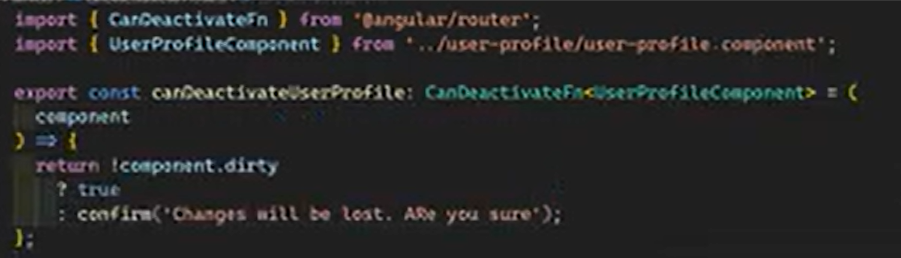 import { CanDeactivateFn } from '@angular/router';
import { UserProfileComponent } from '../user-profile/user-profile.component';
export const canDeactivateUserProfile: CanDeactivateFn<UserProfileComponent> = (
component
) => {
return !component.dirty
? true
: confirm('Changes will be lost. ARe you sure');
};